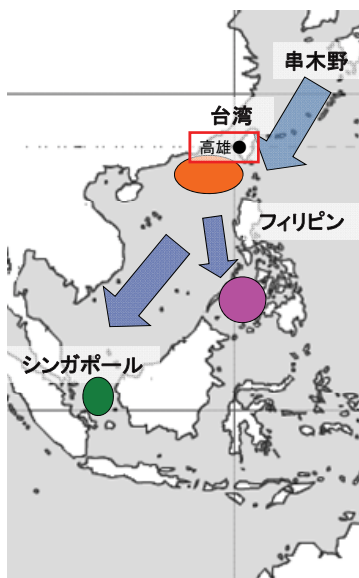 串木野
台湾
高雄
フィリピン
シンガポール